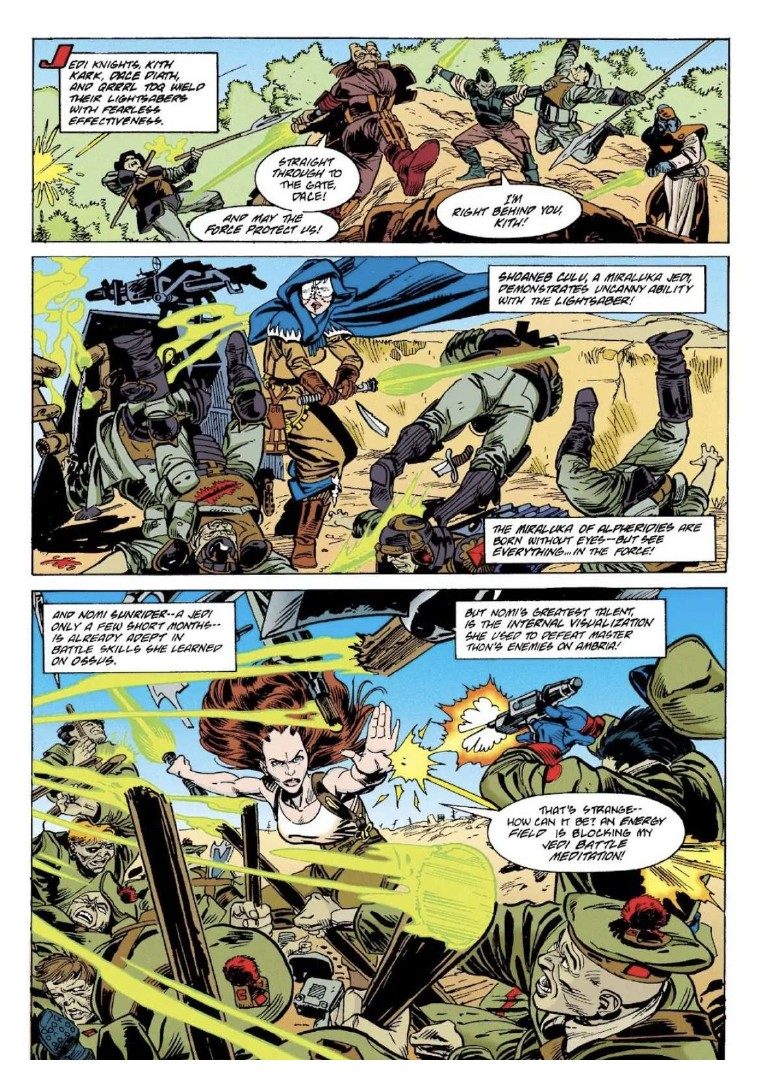 JEDI KNIGHTS, KITH
KARK, DACE DIATH,
AND QRRRL TOQ WIELD
THEIR LIGHTSABERS
WITH FEARLESS
EFFECTIVENESS.
STRAIGHT
THROUGH TO
THE GATE,
DACE!
AND MAY THE
FORCE PROTECT US!
I'M
RIGHT BEHIND YOU,
KITH!
SHOANEB CULU, A MIRALUKA JEDI,
DEMONSTRATES UNCANNY ABILITY
WITH THE LIGHTSABER!
THE MIRALUKA OF ALPHERIDIES ARE
BORN WITHOUT EYES--BUT SEE
EVERYTHING...IN THE FORCE!
AND NOMI SUNRIDER--A JEDI
ONLY A FEW SHORT MONTHS--
IS ALREADY ADEPT IN
BATTLE SKILLS SHE LEARNED
ON OSSUS.
BUT NOMI'S GREATEST TALENT,
IS THE INTERNAL VISUALIZATION
SHE USED TO DEFEAT MASTER
THON'S ENEMIES ON AMBRIA!
THAT'S STRANGE--
HOW CAN IT BE? AN ENERGY
FIELD IS BLOCKING MY
JEDI BATTLE
MEDITATION!